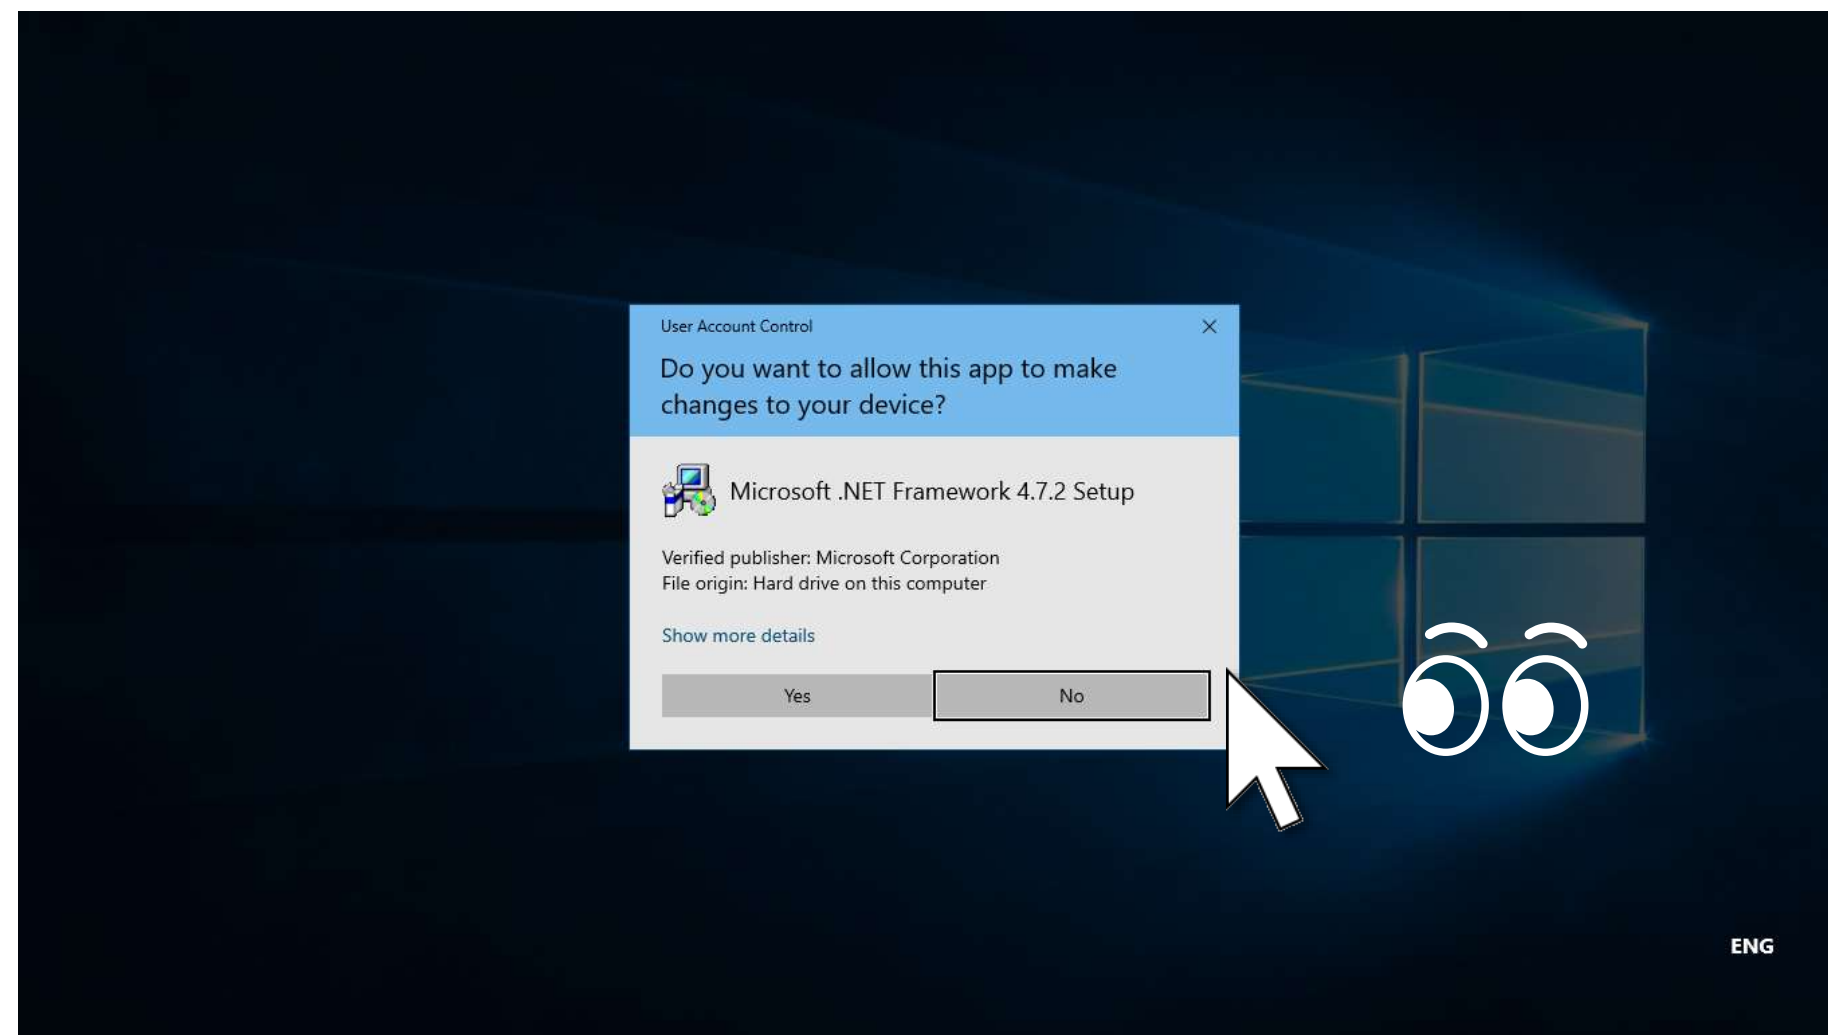 User Account Control
Do you want to allow this app to make
changes to your device?
Microsoft .NET Framework 4.7.2 Setup
Verified publisher: Microsoft Corporation
File origin: Hard drive on this computer
Show more details
Yes
No
ENG